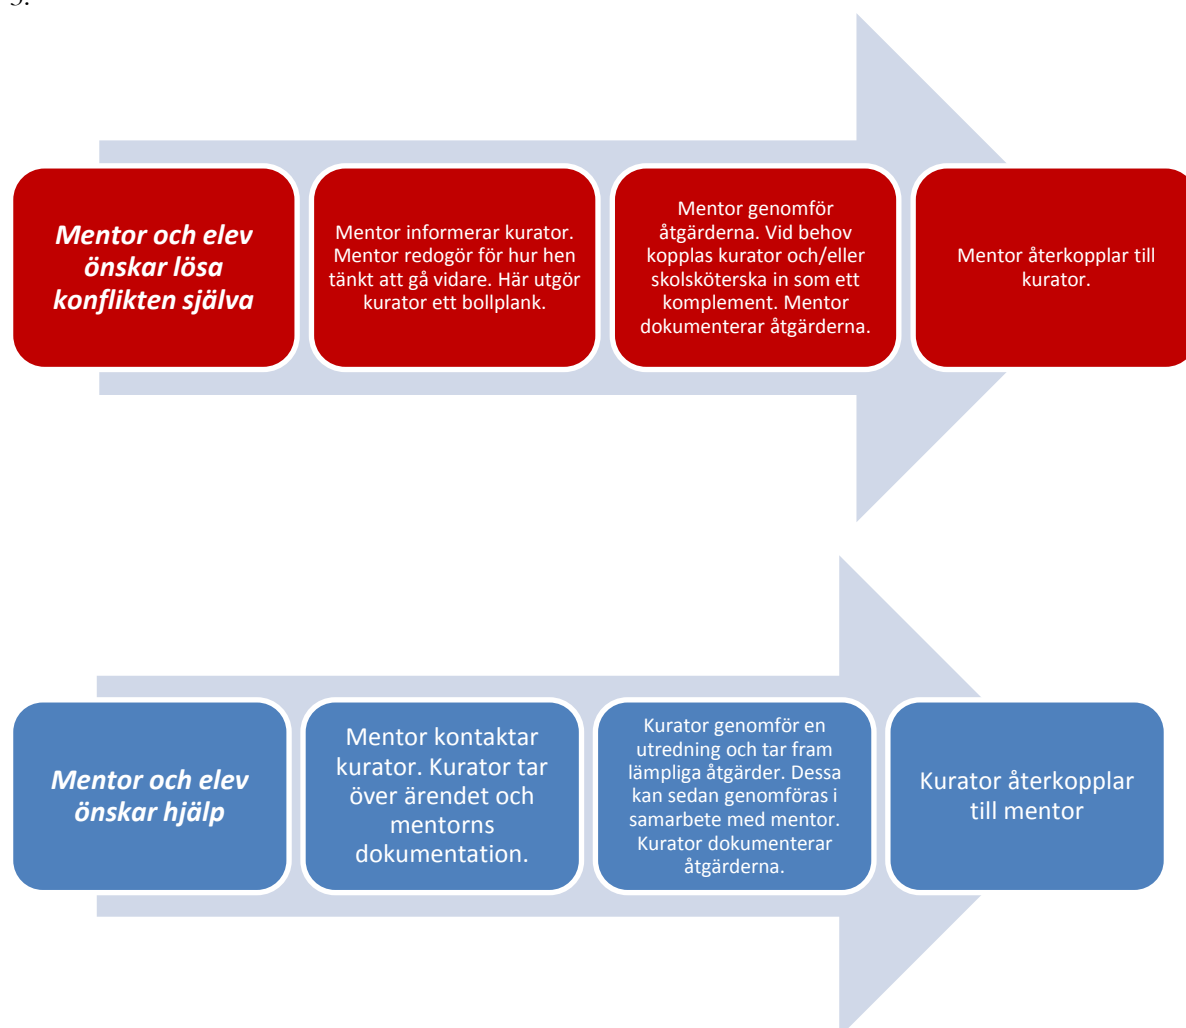 5.
Mentor och elev
önskar lösa
konflikten själva
Mentor informerar kurator.
Mentor redogör för hur hen
tänkt att gå vidare. Här utgör
kurator ett bollplank.
Mentor genomför
åtgärderna. Vid behov
kopplas kurator och/eller
skolsköterska in som ett
komplement. Mentor
dokumenterar åtgärderna.
Mentor återkopplar till
kurator.
Mentor och elev
önskar hjälp
Mentor kontaktar
kurator. Kurator tar
över ärendet och
mentorns
dokumentation.
Kurator genomför en
utredning och tar fram
lämpliga åtgärder. Dessa
kan sedan genomföras i
samarbete med mentor.
Kurator dokumenterar
åtgärderna.
Kurator återkopplar
till mentor